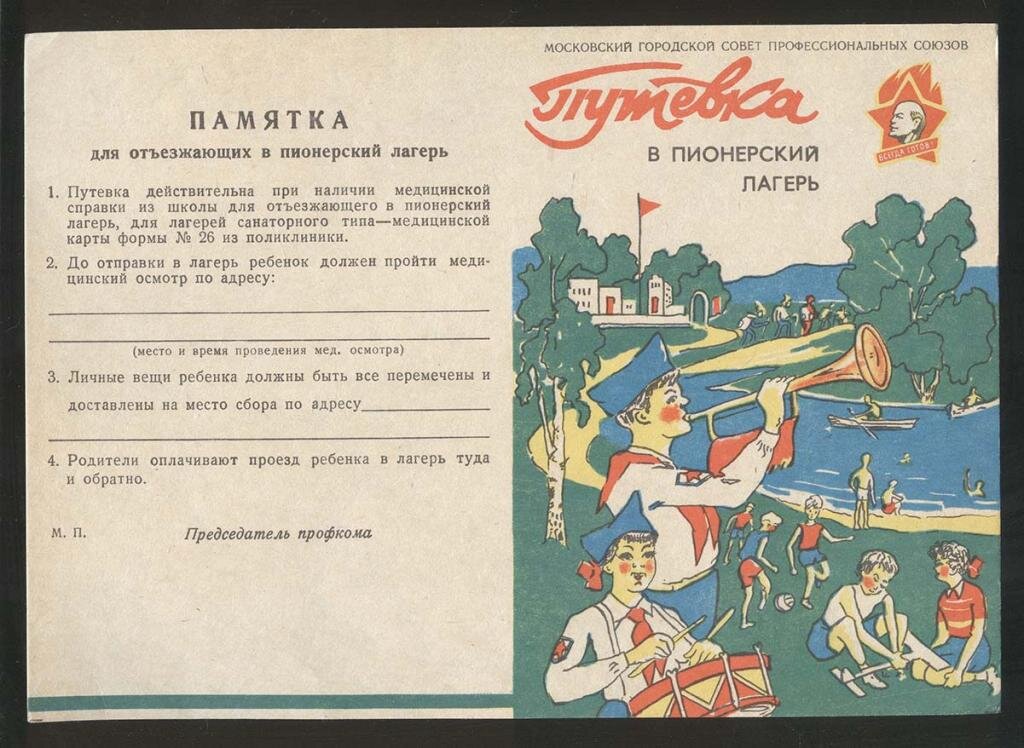 ПАМЯТКА
для отъезжающих в пионерский лагерь
1. Путевка действительна при наличии медицинской
справки из школы для отъезжающего в пионерский
лагерь, для лагерей санаторного типа—медицинской
карты формы № 26 из поликлиники.
2. До отправки в лагерь ребенок должен пройти меди-
цинский осмотр по адресу:
(место и время проведения мед. осмотра)
3. Личные вещи ребенка должны быть все перемечены и
доставлены на место сбора по адресу
4. Родители оплачивают проезд ребенка в лагерь туда
и обратно.
М. П. Председатель профкома
МОСКОВСКИЙ ГОРОДСКОЙ СОВЕТ ПРОФЕССИОНАЛЬНЫХ СОЮЗОВ
Путевка
В ПИОНЕРСКИЙ
ЛАГЕРЬ
ВСЕГДА ГОТОВ!